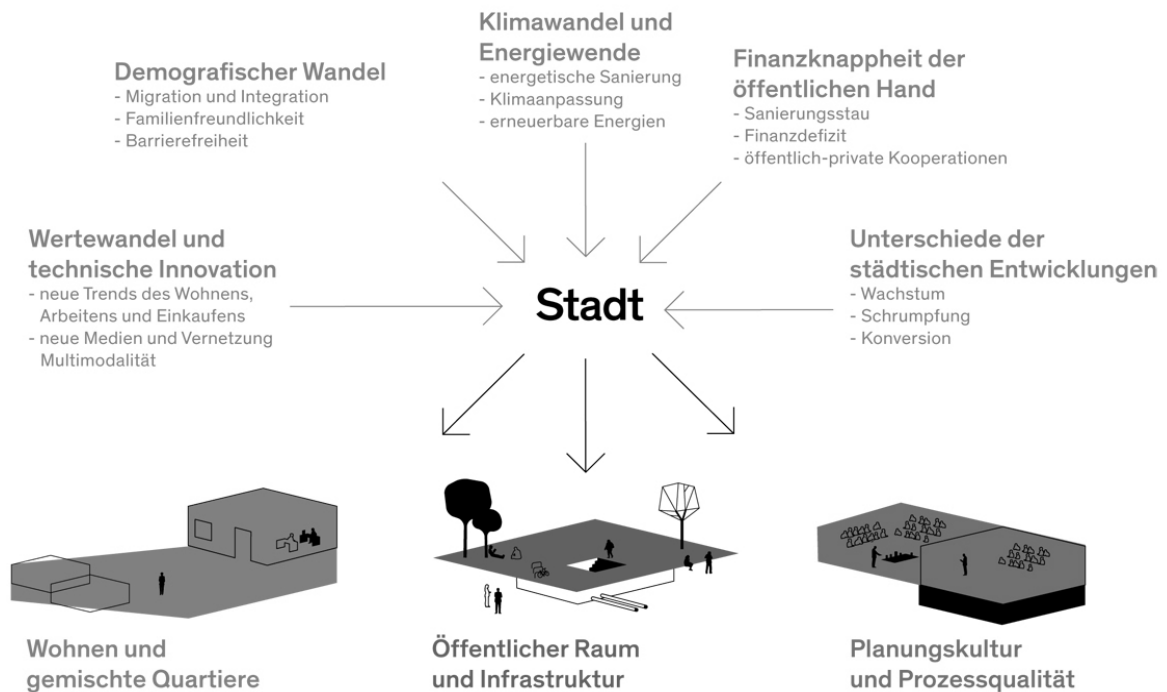 Klimawandel und
Energiewende
- energetische Sanierung
- Klimaanpassung
- erneuerbare Energien
Demografischer Wandel
- Migration und Integration
- Familienfreundlichkeit
- Barrierefreiheit
Finanzknappheit der
öffentlichen Hand
- Sanierungsstau
- Finanzdefizit
- öffentlich-private Kooperationen
Wertewandel und
technische Innovation
- neue Trends des Wohnens,
Arbeitens und Einkaufens
- neue Medien und Vernetzung
Multimodalität
Stadt
Unterschiede der
städtischen Entwicklungen
- Wachstum
- Schrumpfung
- Konversion
Wohnen und
gemischte Quartiere
Öffentlicher Raum
und Infrastruktur
Planungskultur
und Prozessqualität